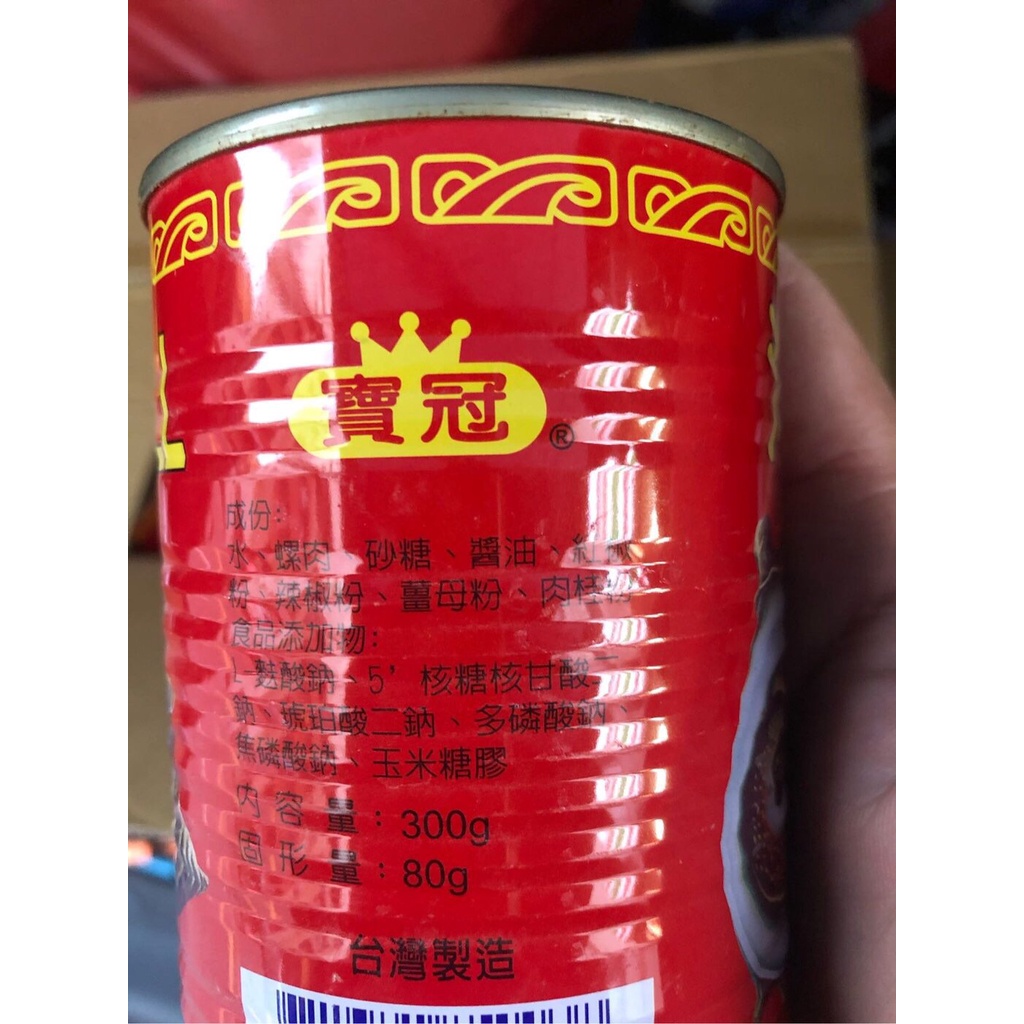 寶冠
®
成份:
水、螺肉、砂糖、醬油、紅
粉、辣椒粉、薑母粉、肉桂粉
食品添加物:
L-麩酸鈉、5’核糖核甘酸二
鈉、琥珀酸二鈉、多磷酸鈉、
焦磷酸鈉、玉米糖膠
內容量：300g
固形量：80g
台灣製造